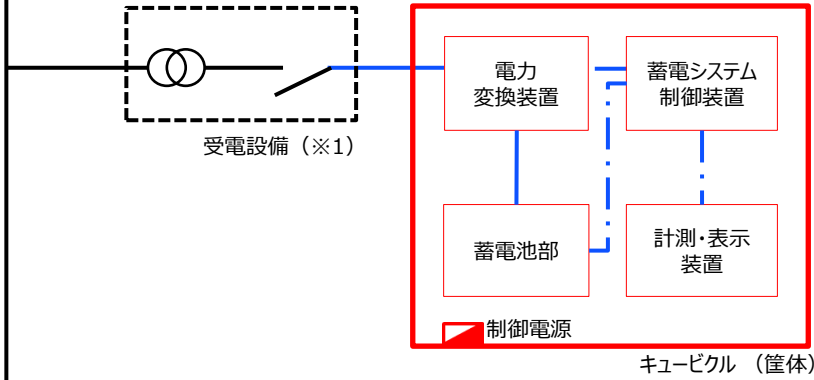 電力
変換装置
蓄電システム
制御装置
受電設備（※1）
蓄電池部
計測・表示
装置
制御電源
キュービクル （筐体）